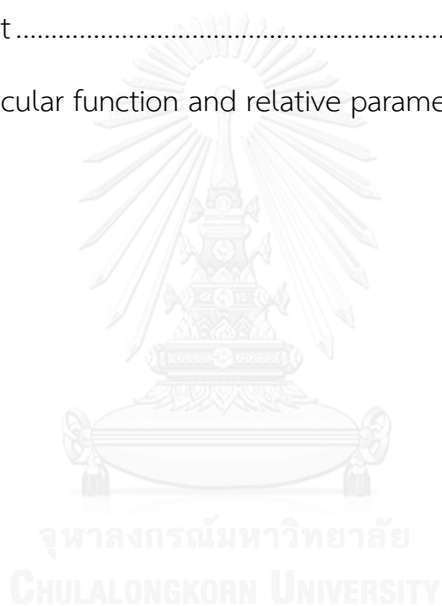 t ........................................................
cular function and relative parame
จุฬาลงกรณ์มหาวิทยาลัย
CHULALONGKORN UNIVERSITY